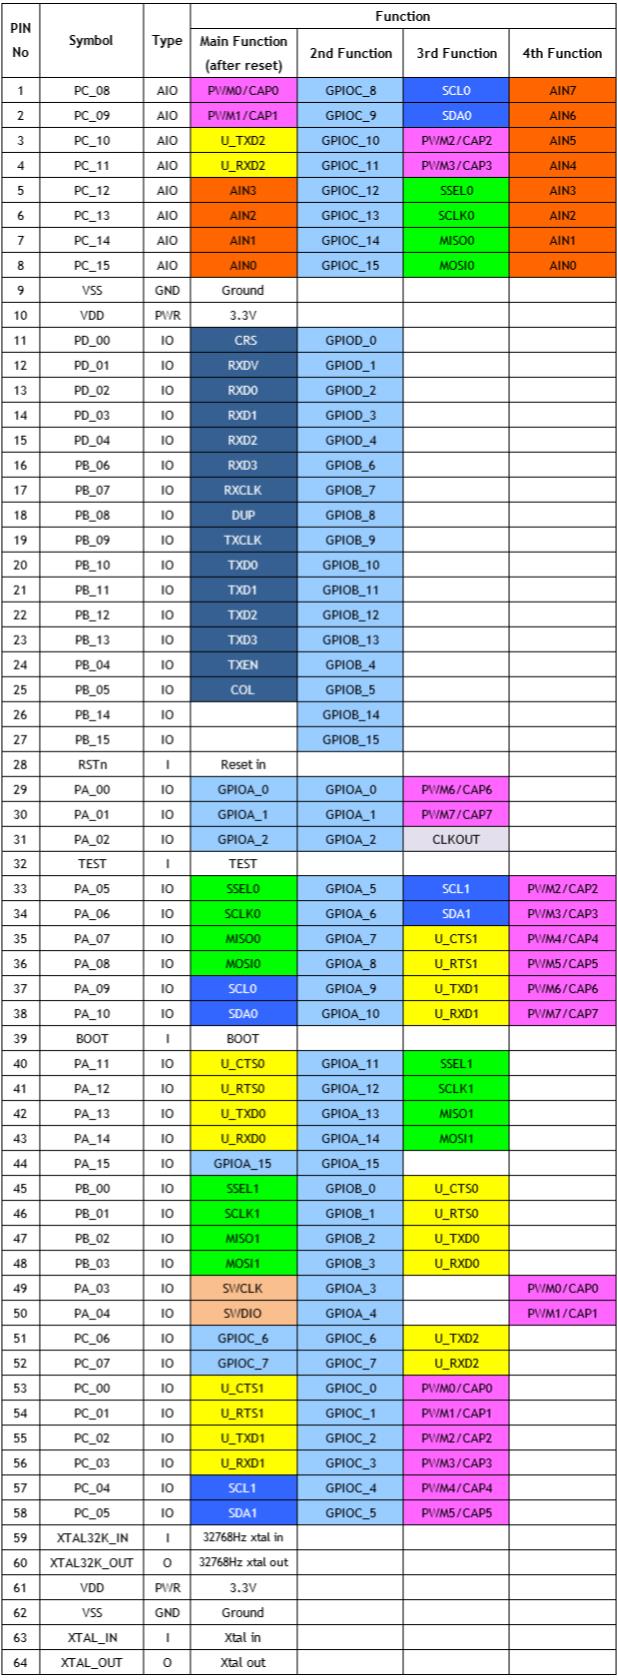 Function
PIN No Symbol Type Main Function (after reset) 2nd Function 3rd Function 4th Function
1 PC_08 AIO PWM0/CAP0 GPIOC_8 SCL0 AIN7
2 PC_09 AIO PWM1/CAP1 GPIOC_9 SDA0 AIN6
3 PC_10 AIO U_TXD2 GPIOC_10 PWM2/CAP2 AIN5
4 PC_11 AIO U_RXD2 GPIOC_11 PWM3/CAP3 AIN4
5 PC_12 AIO AIN3 GPIOC_12 SSEL0 AIN3
6 PC_13 AIO AIN2 GPIOC_13 SCLK0 AIN2
7 PC_14 AIO AIN1 GPIOC_14 MISO0 AIN1
8 PC_15 AIO AIN0 GPIOC_15 MOSI0 AIN0
9 VSS GND Ground
10 VDD PWR 3.3V
11 PD_00 IO CRS GPIOD_0
12 PD_01 IO RXDV GPIOD_1
13 PD_02 IO RXD0 GPIOD_2
14 PD_03 IO RXD1 GPIOD_3
15 PD_04 IO RXD2 GPIOD_4
16 PB_06 IO RXD3 GPIOB_6
17 PB_07 IO RXCLK GPIOB_7
18 PB_08 IO DUP GPIOB_8
19 PB_09 IO TXCLK GPIOB_9
20 PB_10 IO TXD0 GPIOB_10
21 PB_11 IO TXD1 GPIOB_11
22 PB_12 IO TXD2 GPIOB_12
23 PB_13 IO TXD3 GPIOB_13
24 PB_04 IO TXEN GPIOB_4
25 PB_05 IO COL GPIOB_5
26 PB_14 IO GPIOB_14
27 PB_15 IO GPIOB_15
28 RSTn I Reset in
29 PA_00 IO GPIOA_0 GPIOA_0 PWM6/CAP6
30 PA_01 IO GPIOA_1 GPIOA_1 PWM7/CAP7
31 PA_02 IO GPIOA_2 GPIOA_2 CLKOUT
32 TEST I TEST
33 PA_05 IO SSEL0 GPIOA_5 SCL1 PWM2/CAP2
34 PA_06 IO SCLK0 GPIOA_6 SDA1 PWM3/CAP3
35 PA_07 IO MISO0 GPIOA_7 U_CTS1 PWM4/CAP4
36 PA_08 IO MOSI0 GPIOA_8 U_RTS1 PWM5/CAP5
37 PA_09 IO SCL0 GPIOA_9 U_TXD1 PWM6/CAP6
38 PA_10 IO SDA0 GPIOA_10 U_RXD1 PWM7/CAP7
39 BOOT I BOOT
40 PA_11 IO U_CTS0 GPIOA_11 SSEL1
41 PA_12 IO U_RTS0 GPIOA_12 SCLK1
42 PA_13 IO U_TXD0 GPIOA_13 MISO1
43 PA_14 IO U_RXD0 GPIOA_14 MOSI1
44 PA_15 IO GPIOA_15 GPIOA_15
45 PB_00 IO SSEL1 GPIOB_0 U_CTS0
46 PB_01 IO SCLK1 GPIOB_1 U_RTS0
47 PB_02 IO MISO1 GPIOB_2 U_TXD0
48 PB_03 IO MOSI1 GPIOB_3 U_RXD0
49 PA_03 IO SWCLK GPIOA_3 PWM0/CAP0
50 PA_04 IO SWDIO GPIOA_4 PWM1/CAP1
51 PC_06 IO GPIOC_6 GPIOC_6 U_TXD2
52 PC_07 IO GPIOC_7 GPIOC_7 U_RXD2
53 PC_00 IO U_CTS1 GPIOC_0 PWM0/CAP0
54 PC_01 IO U_RTS1 GPIOC_1 PWM1/CAP1
55 PC_02 IO U_TXD1 GPIOC_2 PWM2/CAP2
56 PC_03 IO U_RXD1 GPIOC_3 PWM3/CAP3
57 PC_04 IO SCL1 GPIOC_4 PWM4/CAP4
58 PC_05 IO SDA1 GPIOC_5 PWM5/CAP5
59 XTAL32K_IN I 32768Hz xtal in
60 XTAL32K_OUT O 32768Hz xtal out
61 VDD PWR 3.3V
62 VSS GND Ground
63 XTAL_IN I Xtal in
64 XTAL_OUT O Xtal out